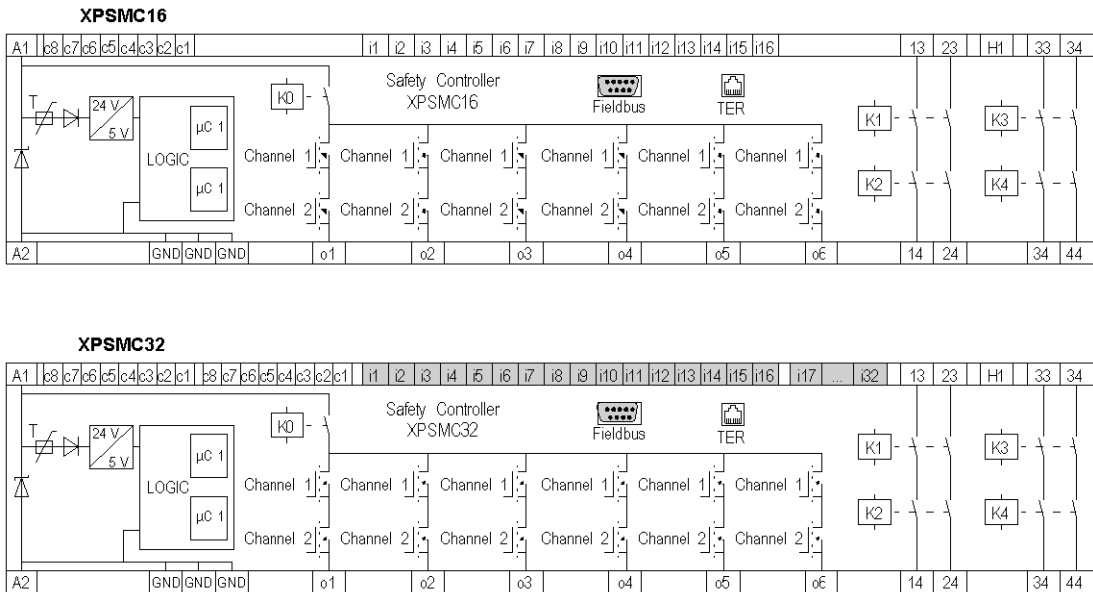 XPSMC16
A1 c8 c7 c6 c5 c4 c3 c2 c1 i1 i2 i3 i4 i5 i6 i7 i8 i9 i10 i11 i12 i13 i14 i15 i16 13 23 H1 33 34
Safety Controller
XPSMC16
Fieldbus
TER
K0
T
24 V
5 V
LOGIC
µC 1
µC 1
K1
K3
K2
K4
Channel 1 Channel 1 Channel 1 Channel 1 Channel 1 Channel 1
Channel 2 Channel 2 Channel 2 Channel 2 Channel 2 Channel 2
A2 GND GND GND o1 o2 o3 o4 o5 o6 14 24 34 44
XPSMC32
A1 c8 c7 c6 c5 c4 c3 c2 c1 c8 c7 c6 c5 c4 c3 c2 c1 i1 i2 i3 i4 i5 i6 i7 i8 i9 i10 i11 i12 i13 i14 i15 i16 i17 ... i32 13 23 H1 33 34
Safety Controller
XPSMC32
Fieldbus
TER
K0
T
24 V
5 V
LOGIC
µC 1
µC 1
K1
K3
K2
K4
Channel 1 Channel 1 Channel 1 Channel 1 Channel 1 Channel 1
Channel 2 Channel 2 Channel 2 Channel 2 Channel 2 Channel 2
A2 GND GND GND o1 o2 o3 o4 o5 o6 14 24 34 44